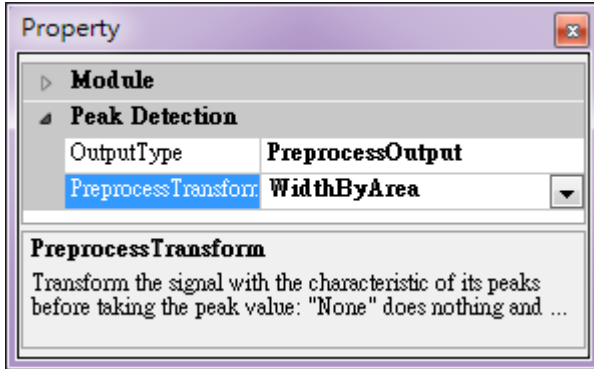 Property
Module
Peak Detection
OutputType PreprocessOutput
PreprocessTransform WidthByArea
PreprocessTransform
Transform the signal with the characteristic of its peaks
before taking the peak value: "None" does nothing and ...